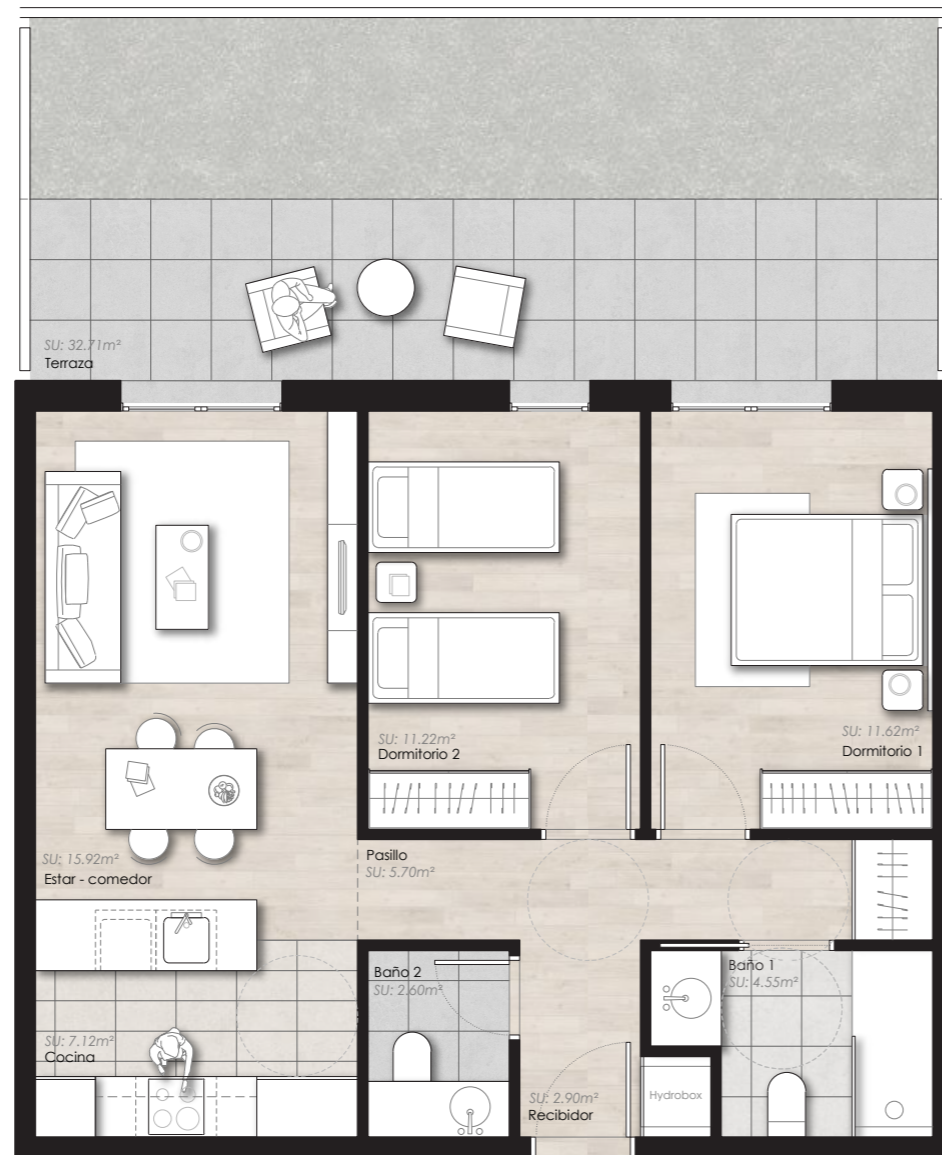 SU: 32.71m²
Terraza
SU: 11.22m²
Dormitorio 2
SU: 11.62m²
Dormitorio 1
SU: 15.92m²
Estar - comedor
Pasillo
SU: 5.70m²
Baño 2
SU: 2.60m²
Baño 1
SU: 4.55m²
SU: 7.12m²
Cocina
SU: 2.90m²
Recibidor
Hydrobox